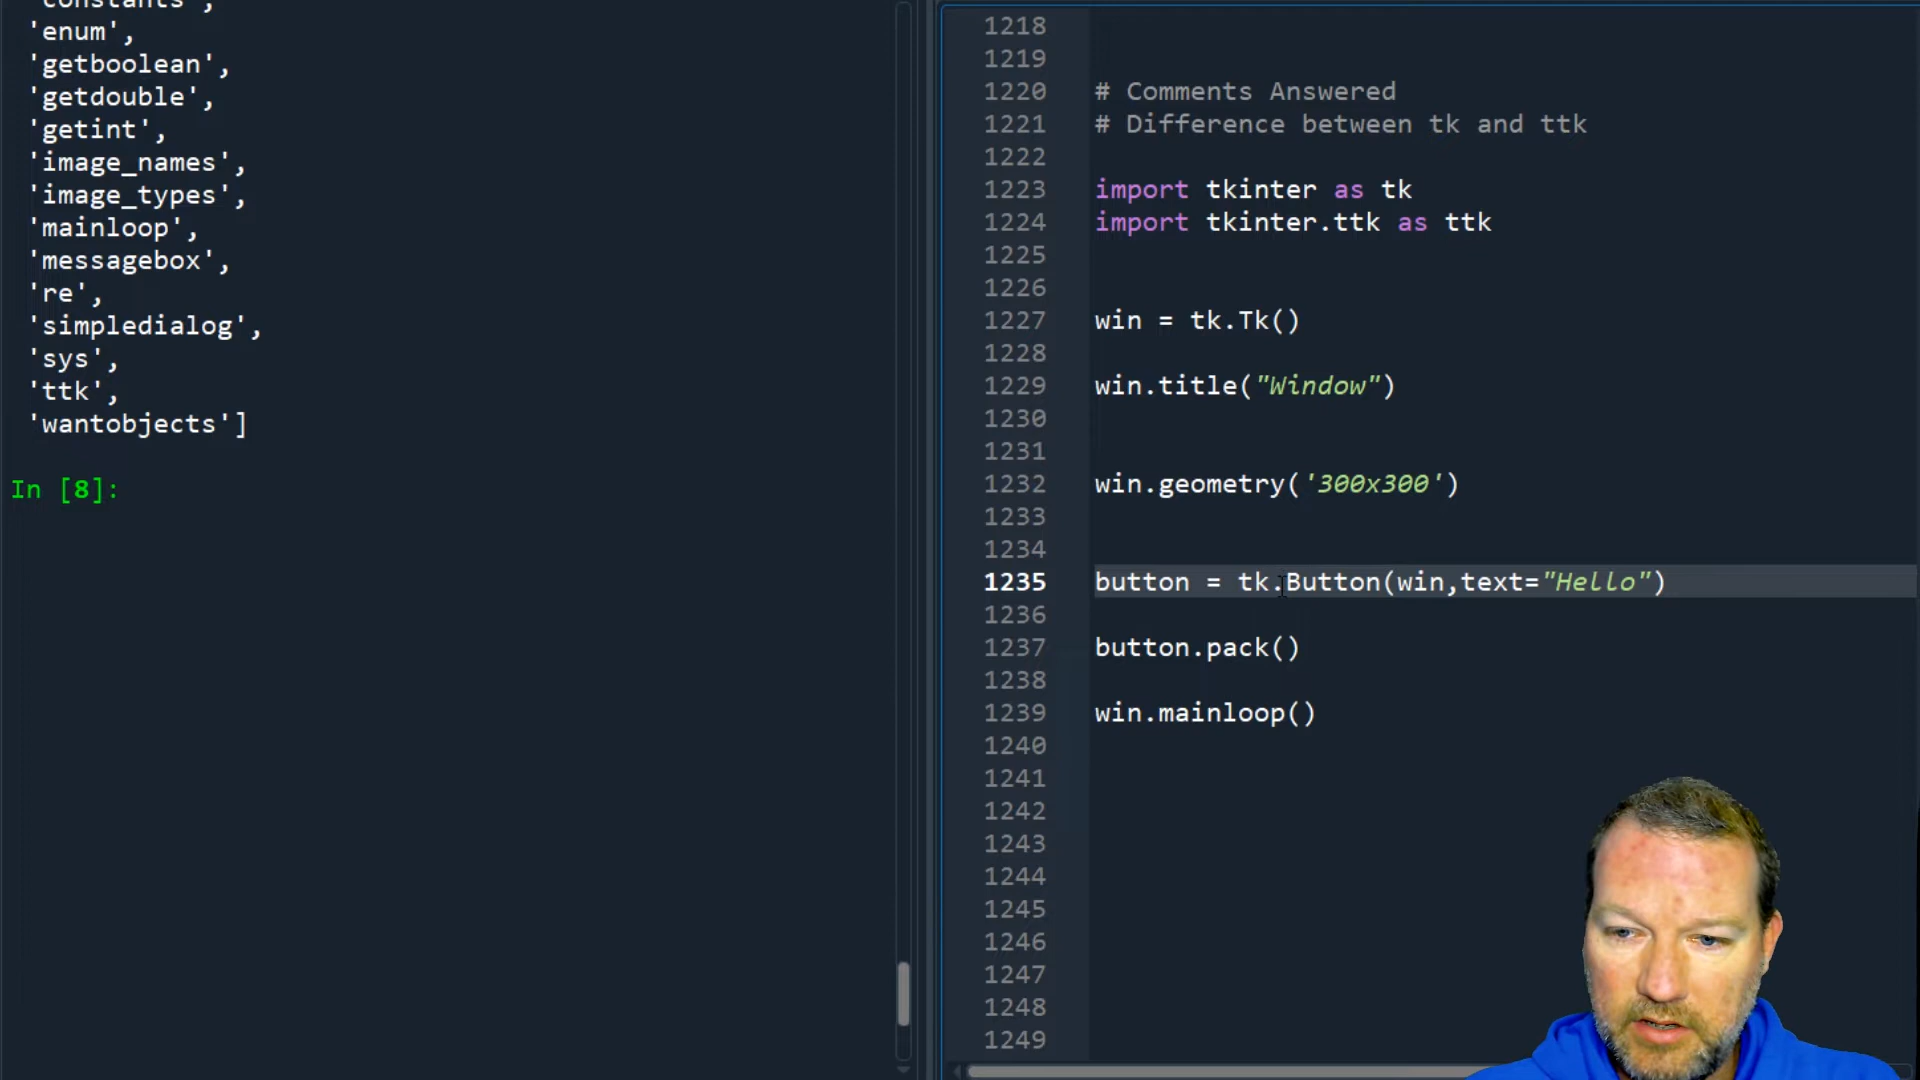 'constants',
'enum',
'getboolean',
'getdouble',
'getint',
'image_names',
'image_types',
'mainloop',
'messagebox',
're',
'simpledialog',
'sys',
'ttk',
'wantobjects']
In [8]:
1218
1219
1220 # Comments Answered
1221 # Difference between tk and ttk
1222
1223 import tkinter as tk
1224 import tkinter.ttk as ttk
1225
1226
1227 win = tk.Tk()
1228
1229 win.title("Window")
1230
1231
1232 win.geometry('300x300')
1233
1234
1235 button = tk.Button(win,text="Hello")
1236
1237 button.pack()
1238
1239 win.mainloop()
1240
1241
1242
1243
1244
1245
1246
1247
1248
1249